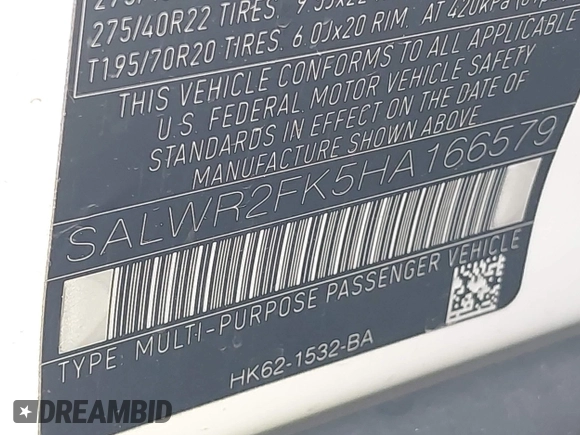 275/40R22 TIRES.
T195/70R20 TIRES. 6.0Jx20 RIM. AT 420kPa
THIS VEHICLE CONFORMS TO ALL APPLICABLE
U.S. FEDERAL MOTOR VEHICLE SAFETY
STANDARDS IN EFFECT ON THE DATE OF
MANUFACTURE SHOWN ABOVE
SALWR2FK5HA166579
TYPE: MULTI-PURPOSE PASSENGER VEHICLE
HK62-1532-BA
DREAMBID